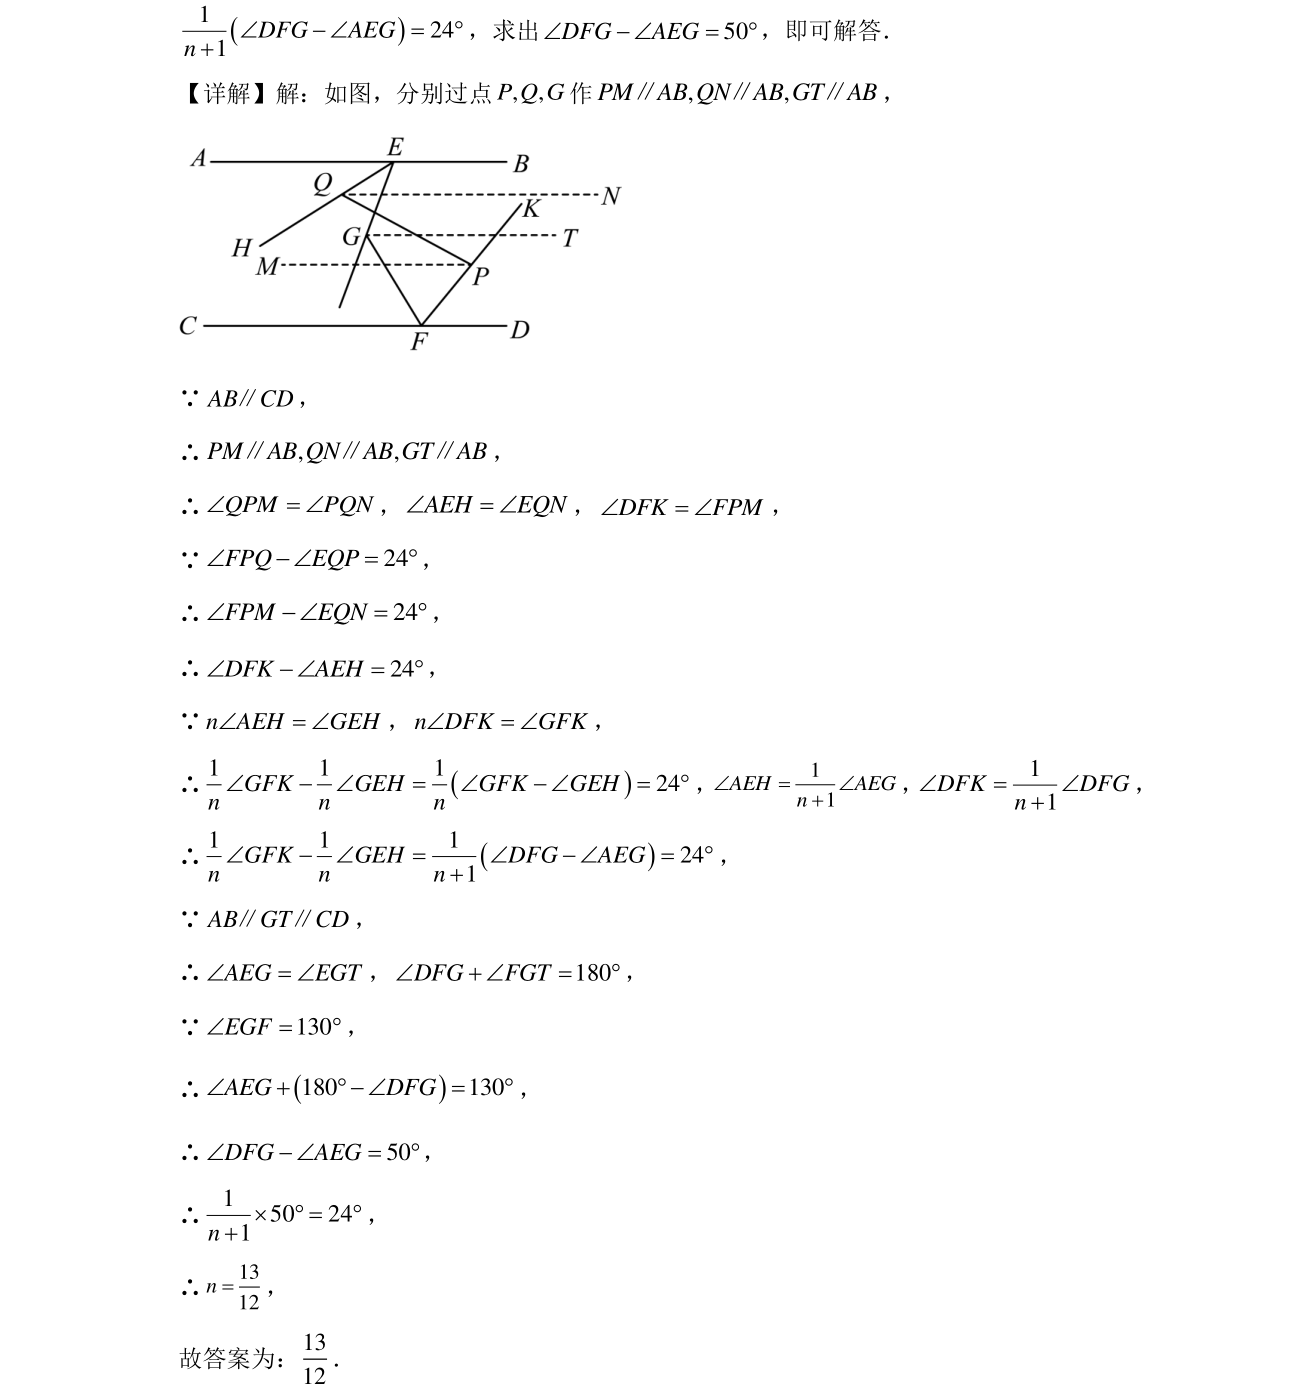 1/(n+1)(∠DFG−∠AEG)=24°，求出∠DFG−∠AEG=50°，即可解答．
【详解】解：如图，分别过点P,Q,G作PM∥AB,QN∥AB,GT∥AB，
A E B
Q N
K
H G T
M P
C F D
∵AB∥CD，
∴PM∥AB,QN∥AB,GT∥AB，
∴∠QPM=∠PQN，∠AEH=∠EQN，∠DFK=∠FPM，
∵∠FPQ−∠EQP=24°，
∴∠FPM−∠EQN=24°，
∴∠DFK−∠AEH=24°，
∵n∠AEH=∠GEH，n∠DFK=∠GFK，
∴1/n∠GFK−1/n∠GEH=1/n(∠GFK−∠GEH)=24°，∠AEH=1/(n+1)∠AEG，∠DFK=1/(n+1)∠DFG，
∴1/n∠GFK−1/n∠GEH=1/(n+1)(∠DFG−∠AEG)=24°，
∵AB∥GT∥CD，
∴∠AEG=∠EGT，∠DFG+∠FGT=180°，
∵∠EGF=130°，
∴∠AEG+(180°−∠DFG)=130°，
∴∠DFG−∠AEG=50°，
∴1/(n+1)×50°=24°，
∴n=13/12，
故答案为：13/12．